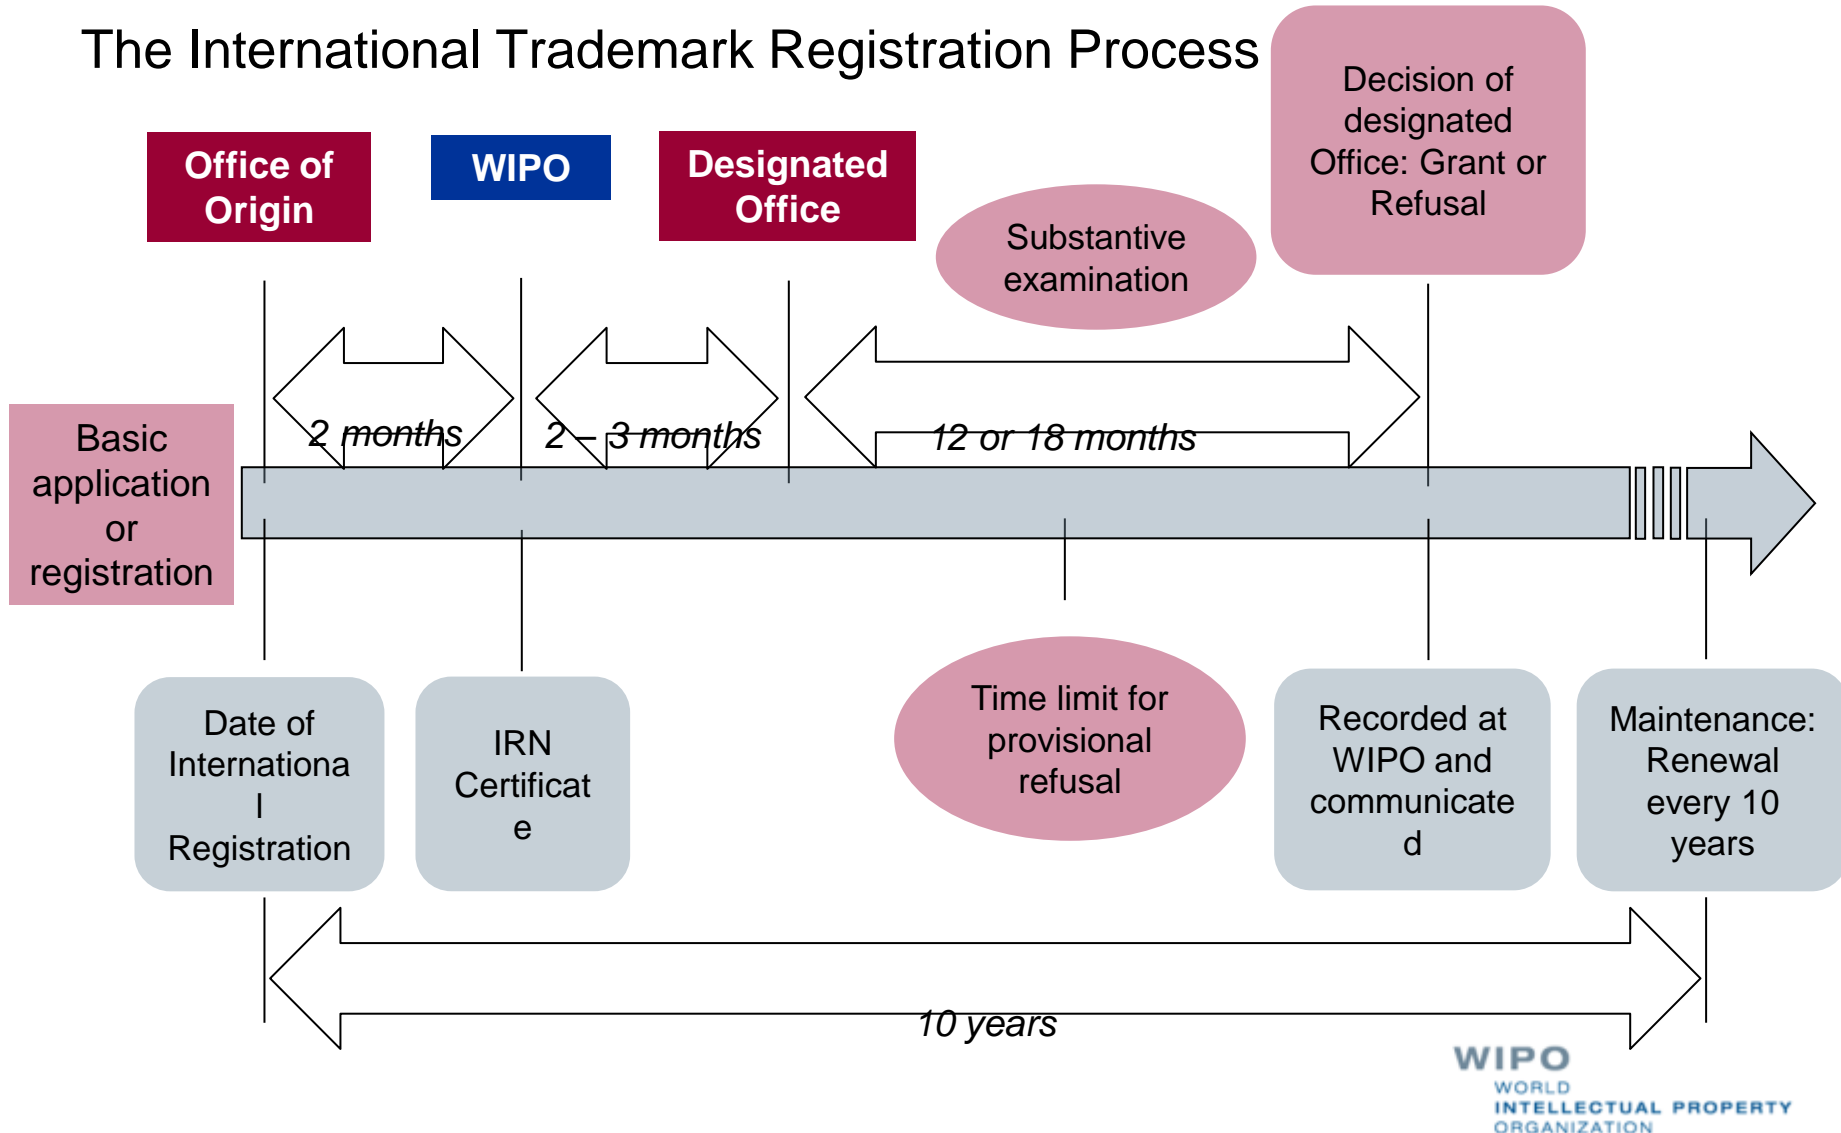 The International Trademark Registration Process
Decision of
designated
Office: Grant or
Refusal
Office of
Origin
WIPO
Designated
Office
Substantive
examination
2 months
2 – 3 months
12 or 18 months
Basic
application
or
registration
Date of
Internationa
l
Registration
IRN
Certificat
e
Time limit for
provisional
refusal
Recorded at
WIPO and
communicate
d
Maintenance:
Renewal
every 10
years
10 years
WIPO
WORLD
INTELLECTUAL PROPERTY
ORGANIZATION